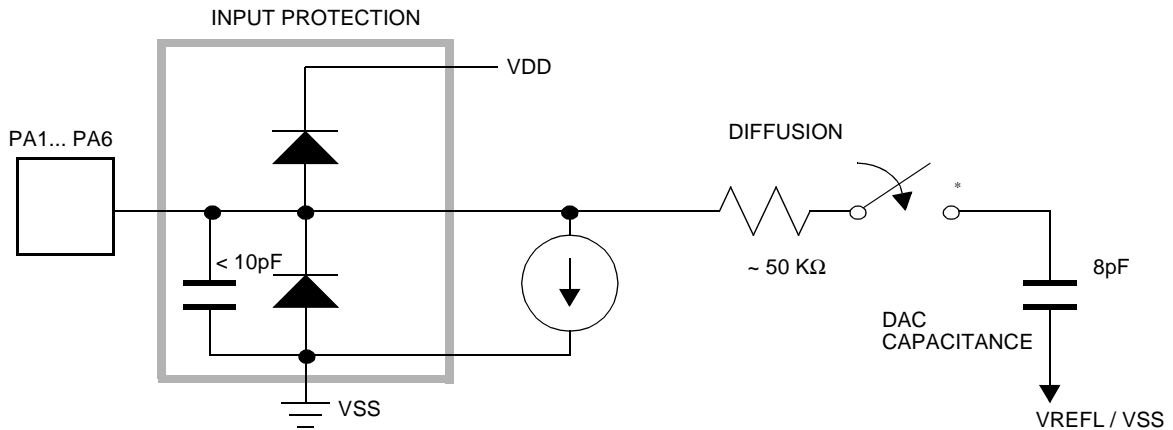 INPUT PROTECTION
VDD
PA1... PA6
DIFFUSION
*
< 10pF
~ 50 KΩ
8pF
DAC
CAPACITANCE
VSS
VREFL / VSS